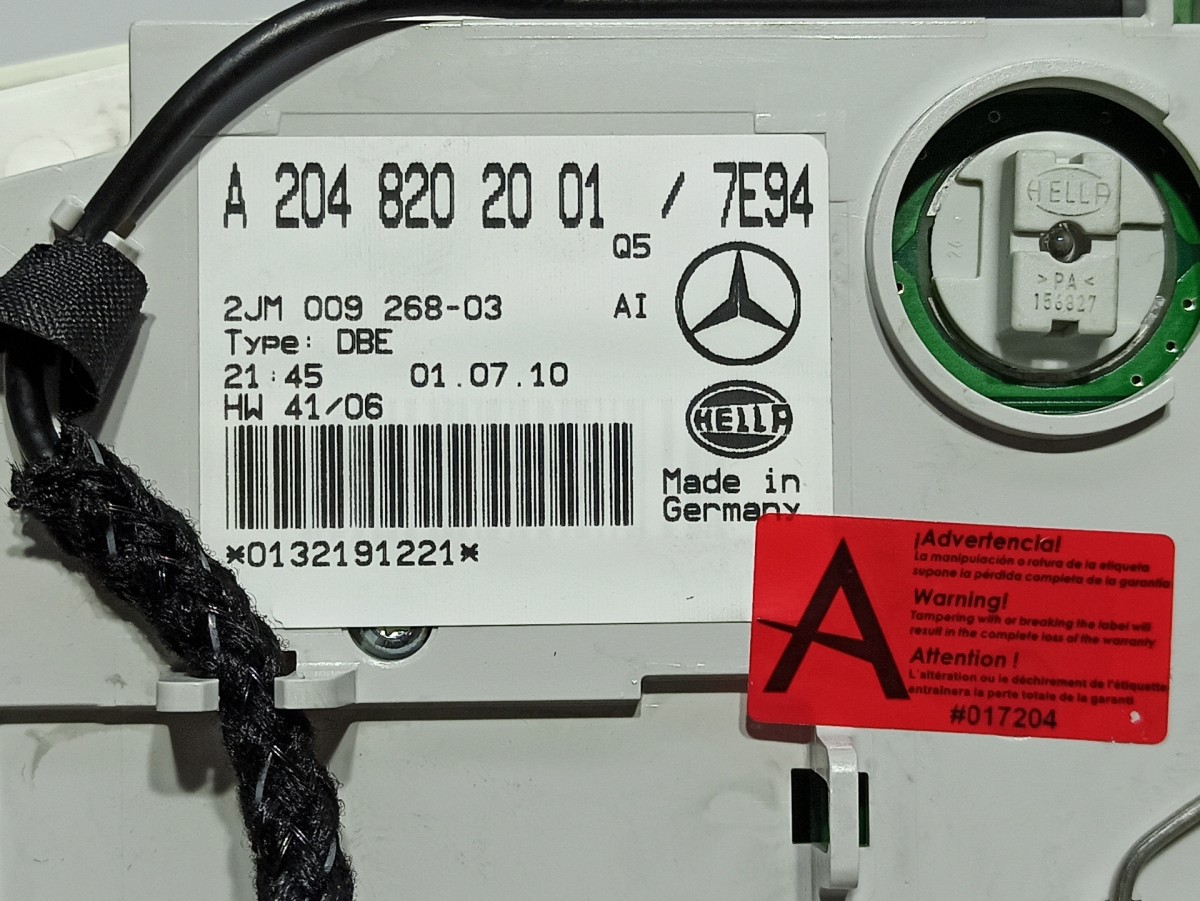 A 204 820 20 01 / 7E94
Q5
2JM 009 268-03 AI
Type: DBE
21:45 01.07.10
HW 41/06
HELLA
Made in
Germany
*0132191221*
HELLA
26
>PA<
156827
A
¡Advertencia!
La manipulación o rotura de la etiqueta
supone la pérdida completa de la garantía
Warning!
Tampering with or breaking the label will
result in the complete loss of the warranty
Attention !
L'altération ou le déchirement de l'étiquette
entraînera la perte totale de la garanti
#017204